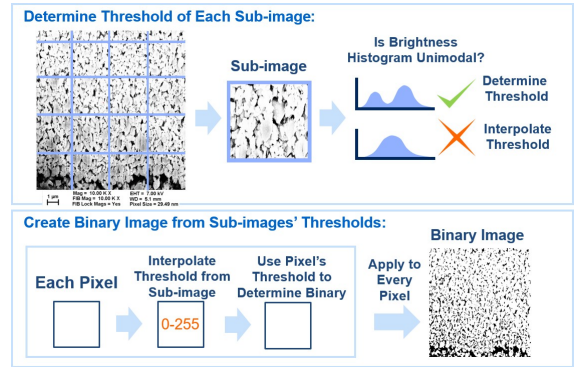 Determine Threshold of Each Sub-image:
Sub-image
Is Brightness
Histogram Unimodal?
Determine
Threshold
Interpolate
Threshold
1 µm
Mag = 10.00 K X
EHT = 7.00 kV
FIB Mag = 10.00 K X
WD = 5.1 mm
FIB Lock Mags = Yes
Pixel Size = 29.49 nm
Create Binary Image from Sub-images' Thresholds:
Each Pixel
Interpolate
Threshold from
Sub-image
0-255
Use Pixel's
Threshold to
Determine Binary
Apply to
Every
Pixel
Binary Image